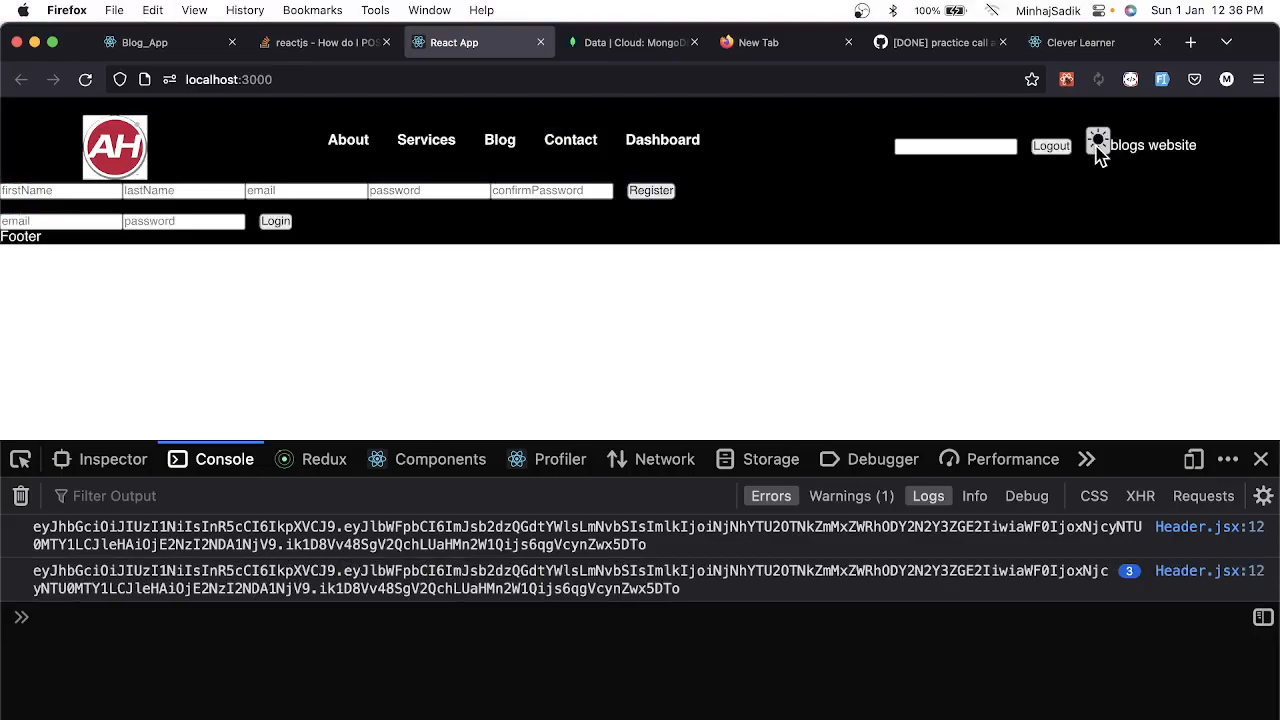 Firefox File Edit View History Bookmarks Tools Window Help 100% MinhajSadik Sun 1 Jan 12:36 PM
Blog_App reactjs - How do I POS React App Data | Cloud: MongoD New Tab [DONE] practice call a Clever Learner
localhost:3000 M
AH About Services Blog Contact Dashboard Logout blogs website
firstName lastName email password confirmPassword Register
email password Login
Footer
Inspector Console Redux Components Profiler Network Storage Debugger Performance
Filter Output Errors Warnings (1) Logs Info Debug CSS XHR Requests
eyJhbGciOiJIUzI1NiIsInR5cCI6IkpXVCJ9.eyJlbWFpbCI6ImJsb2dzQGdtYWlsLmNvbSIsImlkIjoiNjNhYTU2OTNkZmMxZWRhODY2N2Y3ZGE2IiwiaWF0IjoxNjcyNTU Header.jsx:12
0MTY1LCJleHAiOjE2NzI2NDA1NjV9.ik1D8Vv48SgV2QchLUaHMn2W1Qijs6qgVcynZwx5DTo
eyJhbGciOiJIUzI1NiIsInR5cCI6IkpXVCJ9.eyJlbWFpbCI6ImJsb2dzQGdtYWlsLmNvbSIsImlkIjoiNjNhYTU2OTNkZmMxZWRhODY2N2Y3ZGE2IiwiaWF0IjoxNjc 3 Header.jsx:12
yNTU0MTY1LCJleHAiOjE2NzI2NDA1NjV9.ik1D8Vv48SgV2QchLUaHMn2W1Qijs6qgVcynZwx5DTo